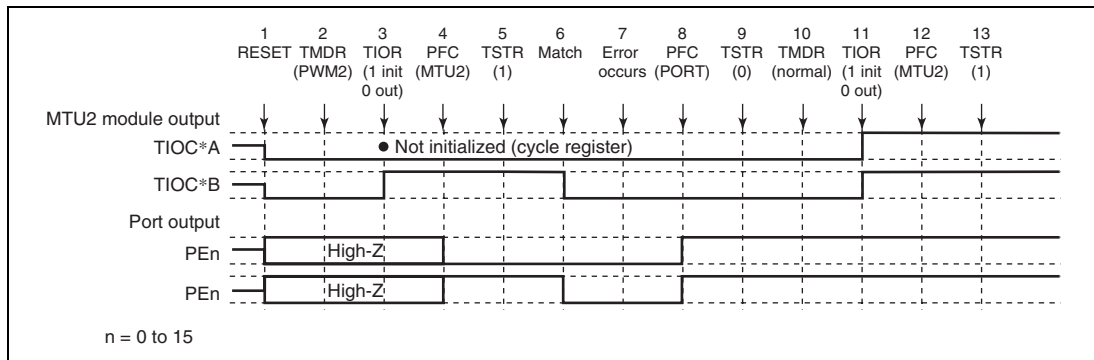 1 2 3 4 5 6 7 8 9 10 11 12 13
RESET TMDR TIOR PFC TSTR Match Error PFC TSTR TMDR TIOR PFC TSTR
(PWM2) (1 init (MTU2) (1) occurs (PORT) (0) (normal) (1 init (MTU2) (1)
0 out) 0 out)
MTU2 module output
TIOC*A
● Not initialized (cycle register)
TIOC*B
Port output
PEn
High-Z
PEn
High-Z
n = 0 to 15